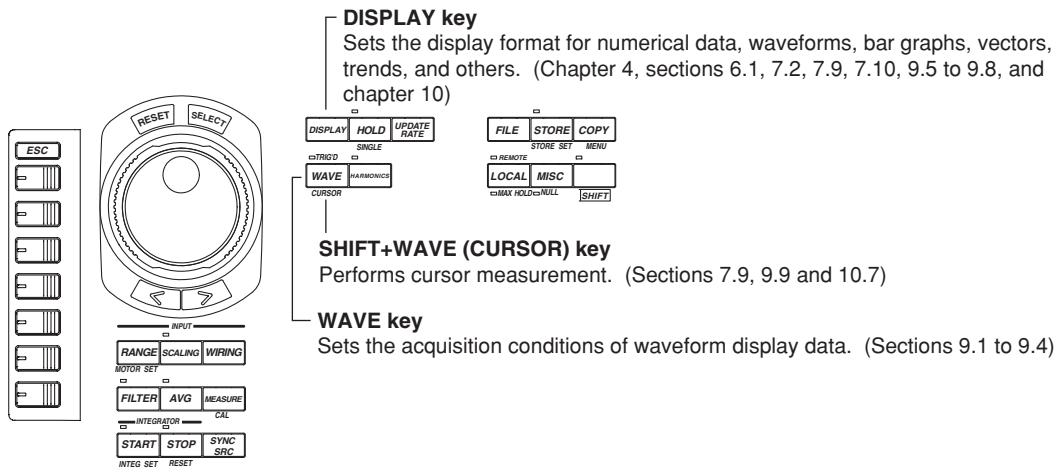 DISPLAY key
Sets the display format for numerical data, waveforms, bar graphs, vectors,
trends, and others. (Chapter 4, sections 6.1, 7.2, 7.9, 7.10, 9.5 to 9.8, and
chapter 10)
RESET SELECT
ESC
DISPLAY HOLD UPDATE RATE
SINGLE
FILE STORE COPY
STORE SET MENU
TRIG'D
WAVE HARMONICS
CURSOR
REMOTE
LOCAL MISC
MAX HOLD NULL SHIFT
SHIFT+WAVE (CURSOR) key
Performs cursor measurement. (Sections 7.9, 9.9 and 10.7)
WAVE key
Sets the acquisition conditions of waveform display data. (Sections 9.1 to 9.4)
INPUT
RANGE SCALING WIRING
MOTOR SET
FILTER AVG MEASURE
CAL
INTEGRATOR
START STOP SYNC SRC
INTEG SET RESET